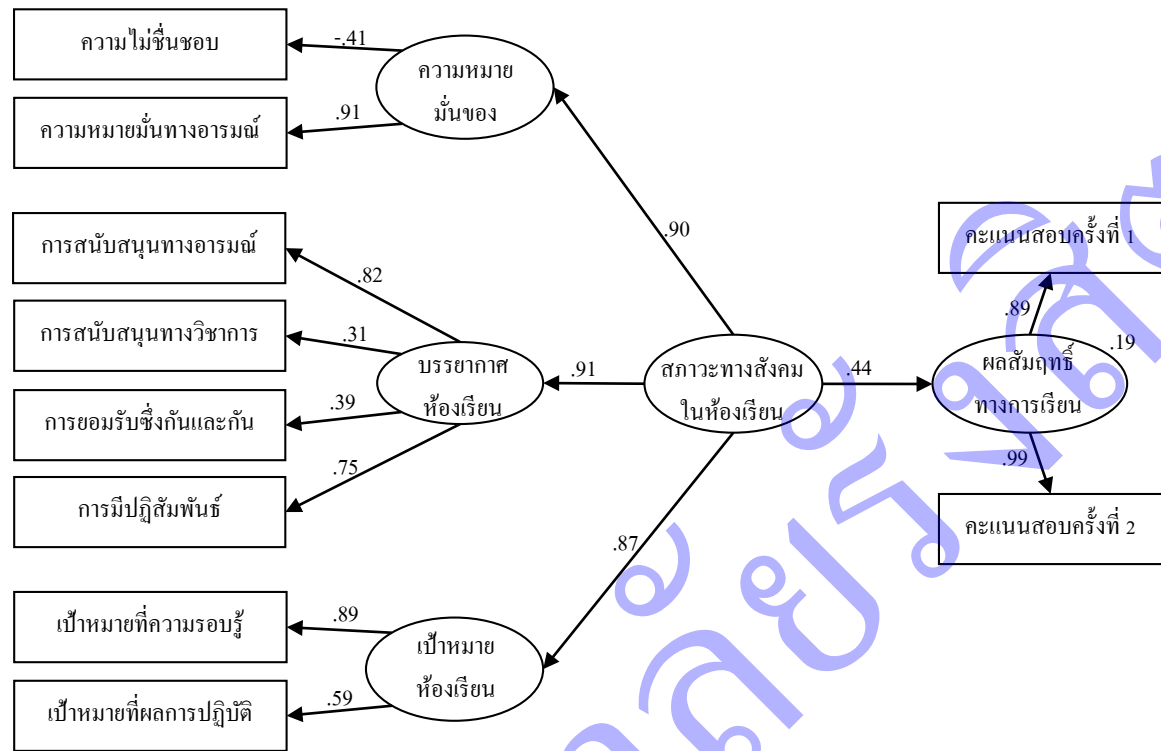 ความไม่ชื่นชอบ
-.41
ความหมาย
มั่นของ
ความหมายมั่นทางอารมณ์
.91
การสนับสนุนทางอารมณ์
.82
.90
คะแนนสอบครั้งที่ 1
การสนับสนุนทางวิชาการ
.31
.89
บรรยากาศ
ห้องเรียน
.91
สภาวะทางสังคม
ในห้องเรียน
.44
ผลสัมฤทธิ์
ทางการเรียน
.19
การยอมรับซึ่งกันและกัน
.39
.75
.99
การมีปฏิสัมพันธ์
คะแนนสอบครั้งที่ 2
.87
เป้าหมายที่ความรอบรู้
.89
เป้าหมาย
ห้องเรียน
เป้าหมายที่ผลการปฏิบัติ
.59